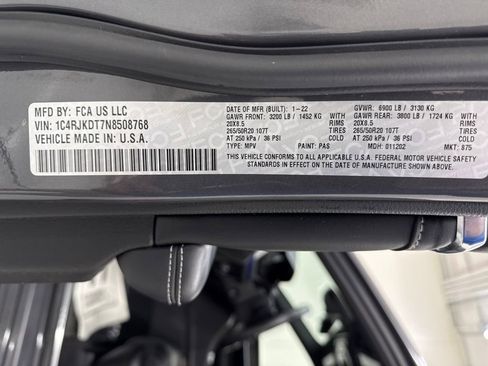 MFD BY: FCA US LLC
VIN: 1C4RJKDT7N8508768
VEHICLE MADE IN: U.S.A.
DATE OF MFR (BUILT): 1-22 GVWR: 6900 LB / 3130 KG
GAWR FRONT: 3200 LB / 1452 KG WITH GAWR REAR: 3800 LB / 1724 KG WITH
20X8.5 RIMS 20X8.5 RIMS
265/50R20 107T TIRES 265/50R20 107T TIRES
AT 250 kPa / 36 PSI COLD AT 250 kPa / 36 PSI COLD
THIS VEHICLE CONFORMS TO ALL APPLICABLE U.S.A. FEDERAL MOTOR VEHICLE SAFETY
STANDARDS IN EFFECT ON THE DATE OF MANUFACTURE SHOWN ABOVE.
TYPE: MPV PAINT: PAS MDH: 011202 MKT: 875